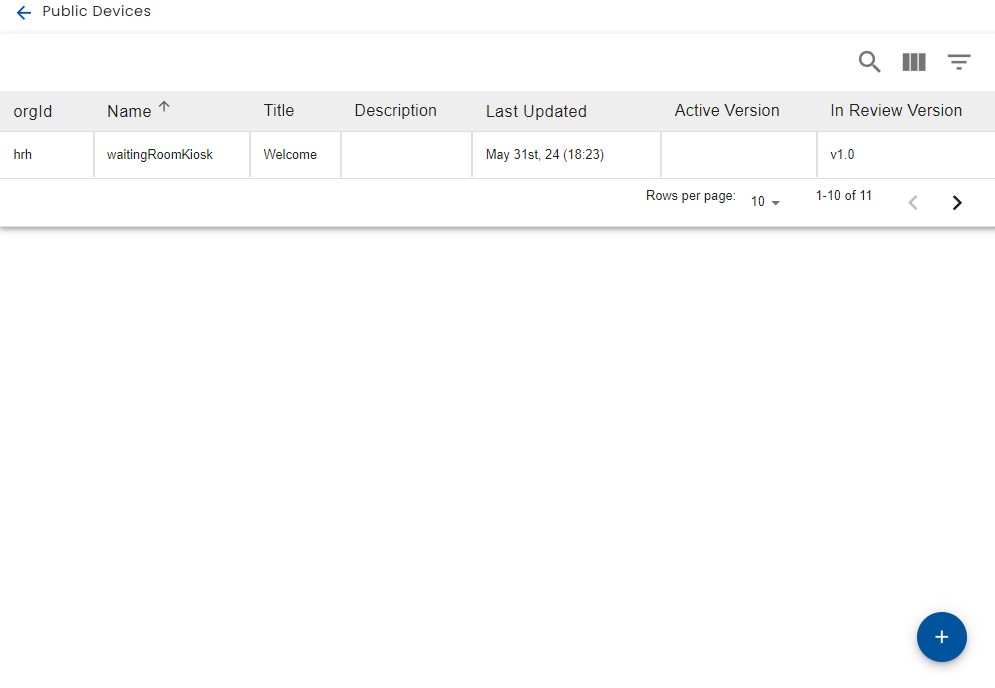 Public Devices
orgId Name Title Description Last Updated Active Version In Review Version
hrh waitingRoomKiosk Welcome May 31st, 24 (18:23) v1.0
Rows per page: 10 1-10 of 11